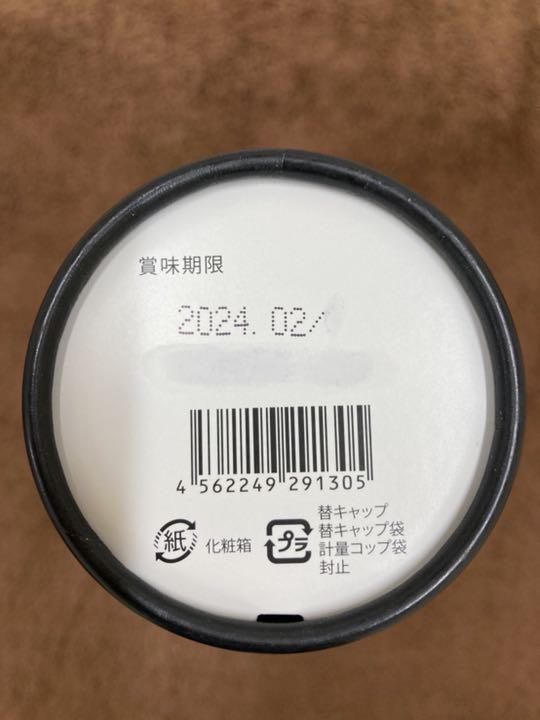 賞味期限
2024.02/
4 562249 291305
紙
化粧箱
プラ
替キャップ
替キャップ袋
計量コップ袋
封止